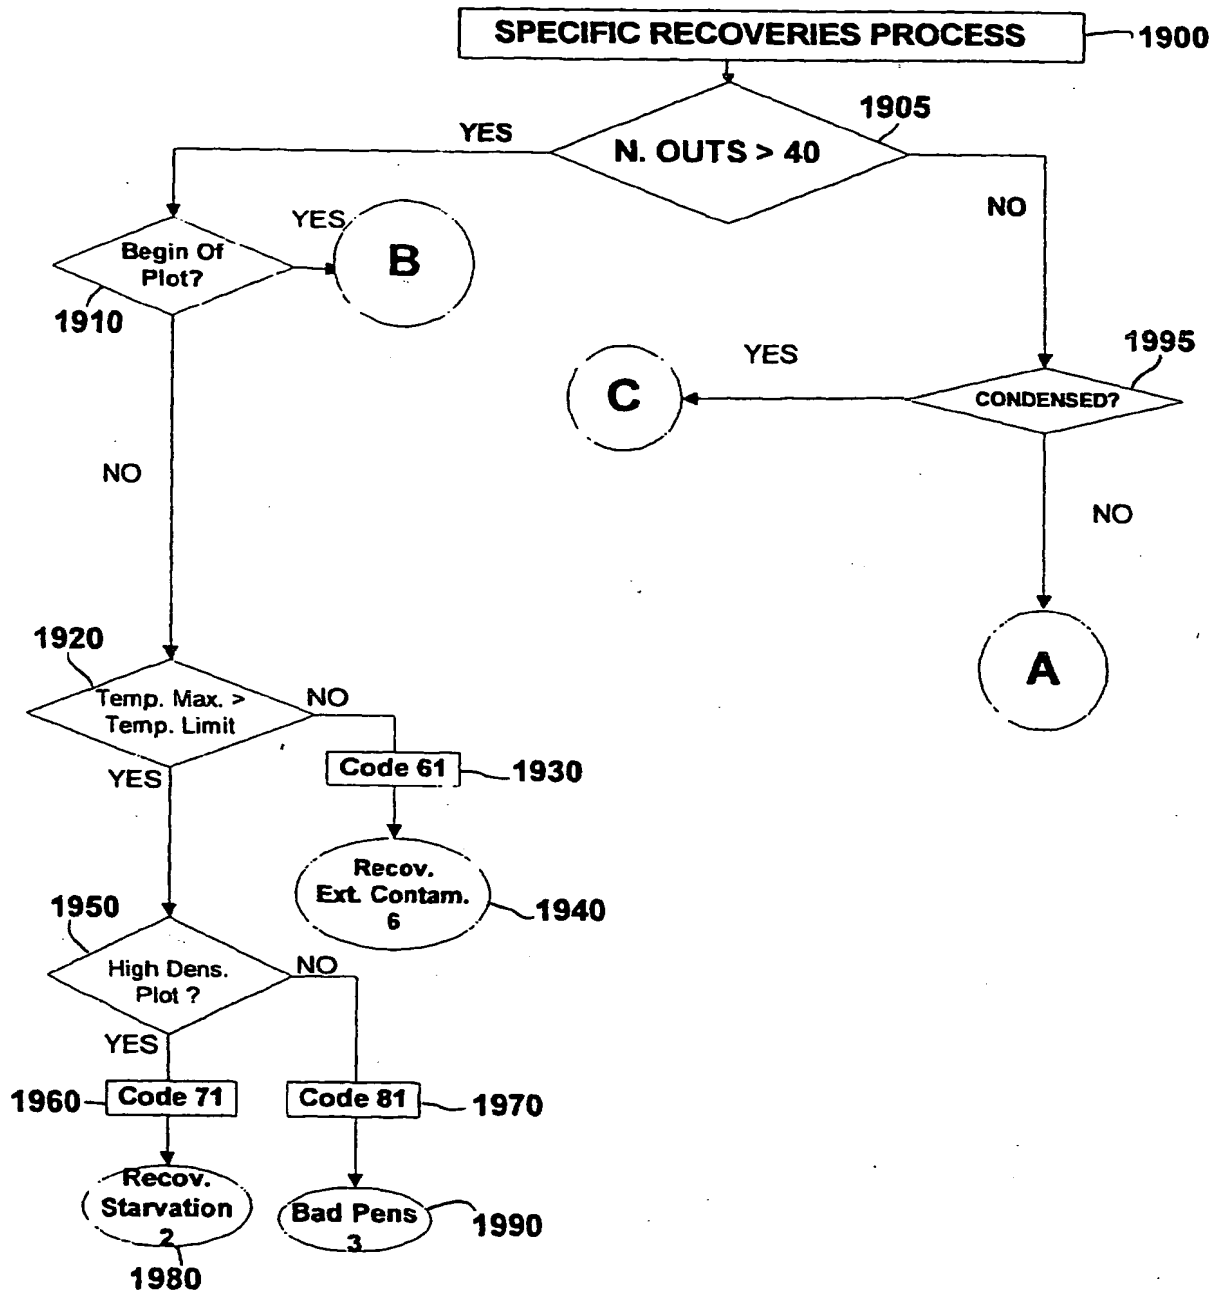 SPECIFIC RECOVERIES PROCESS
1900
1905
YES
N. OUTS > 40
NO
YES
Begin Of
Plot?
B
1910
1995
YES
C
CONDENSED?
NO
NO
A
1920
Temp. Max. >
Temp. Limit
NO
YES
Code 61
1930
Recov.
Ext. Contam.
6
1940
1950
High Dens.
Plot ?
NO
YES
1960
Code 71
Code 81
1970
Recov.
Starvation
2
Bad Pens
3
1990
1980